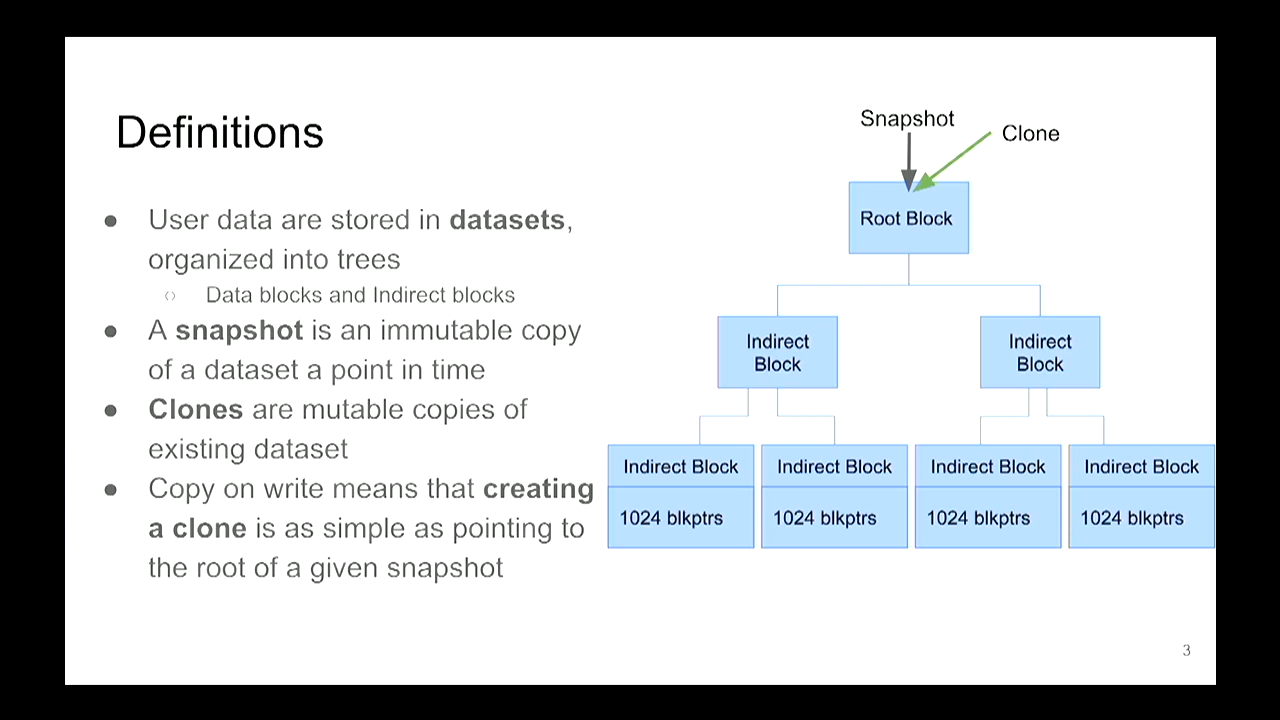 Definitions
● User data are stored in datasets,
organized into trees
○ Data blocks and Indirect blocks
● A snapshot is an immutable copy
of a dataset a point in time
● Clones are mutable copies of
existing dataset
● Copy on write means that creating
a clone is as simple as pointing to
the root of a given snapshot
Snapshot
Clone
Root Block
Indirect
Block
Indirect
Block
Indirect Block
1024 blkptrs
Indirect Block
1024 blkptrs
Indirect Block
1024 blkptrs
Indirect Block
1024 blkptrs
3